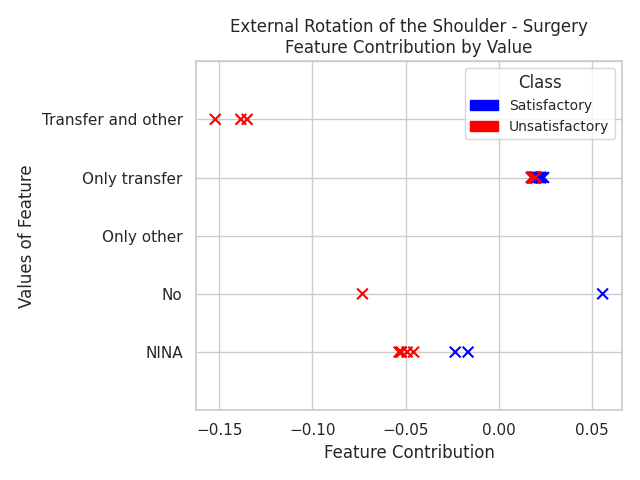 External Rotation of the Shoulder - Surgery
Feature Contribution by Value
Class
Satisfactory
Unsatisfactory
Values of Feature
Transfer and other
Only transfer
Only other
No
NINA
−0.15
−0.10
−0.05
0.00
0.05
Feature Contribution